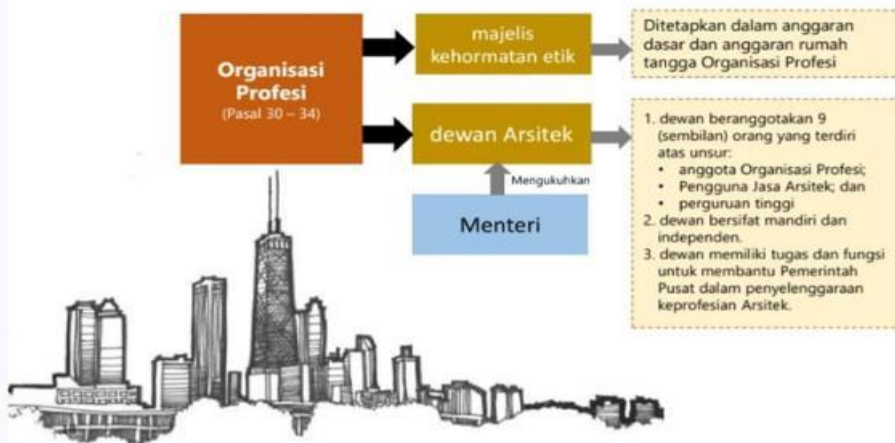 Organisasi
Profesi
(Pasal 30 – 34)
majelis
kehormatan etik
Ditetapkan dalam anggaran
dasar dan anggaran rumah
tangga Organisasi Profesi
dewan Arsitek
Mengukuhkan
Menteri
1. dewan beranggotakan 9
(sembilan) orang yang terdiri
atas unsur:
• anggota Organisasi Profesi;
• Pengguna Jasa Arsitek; dan
• perguruan tinggi
2. dewan bersifat mandiri dan
independen.
3. dewan memiliki tugas dan fungsi
untuk membantu Pemerintah
Pusat dalam penyelenggaraan
keprofesian Arsitek.